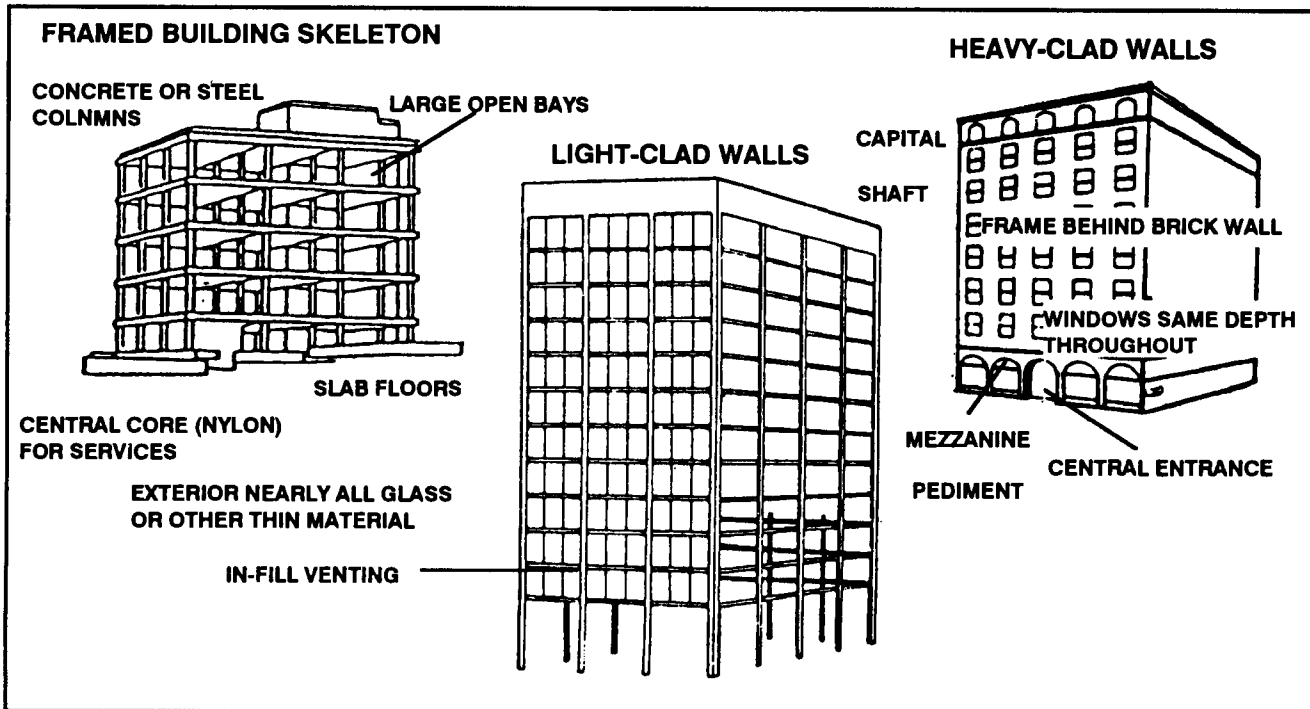 FRAMED BUILDING SKELETON
CONCRETE OR STEEL
COLNMNS
LARGE OPEN BAYS
SLAB FLOORS
CENTRAL CORE (NYLON)
FOR SERVICES
LIGHT-CLAD WALLS
EXTERIOR NEARLY ALL GLASS
OR OTHER THIN MATERIAL
IN-FILL VENTING
HEAVY-CLAD WALLS
CAPITAL
SHAFT
FRAME BEHIND BRICK WALL
WINDOWS SAME DEPTH
THROUGHOUT
MEZZANINE
CENTRAL ENTRANCE
PEDIMENT